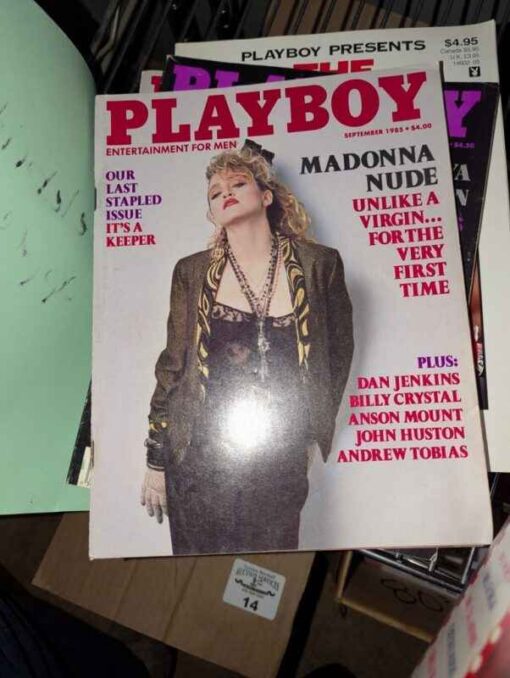 PLAYBOY PRESENTS
$4.95
THE
PLAYBOY
SEPTEMBER 1985 • $4.00
ENTERTAINMENT FOR MEN
OUR
LAST
STAPLED
ISSUE
IT'S A
KEEPER
MADONNA
NUDE
UNLIKE A
VIRGIN...
FOR THE
VERY
FIRST
TIME
PLUS:
DAN JENKINS
BILLY CRYSTAL
ANSON MOUNT
JOHN HUSTON
ANDREW TOBIAS
14